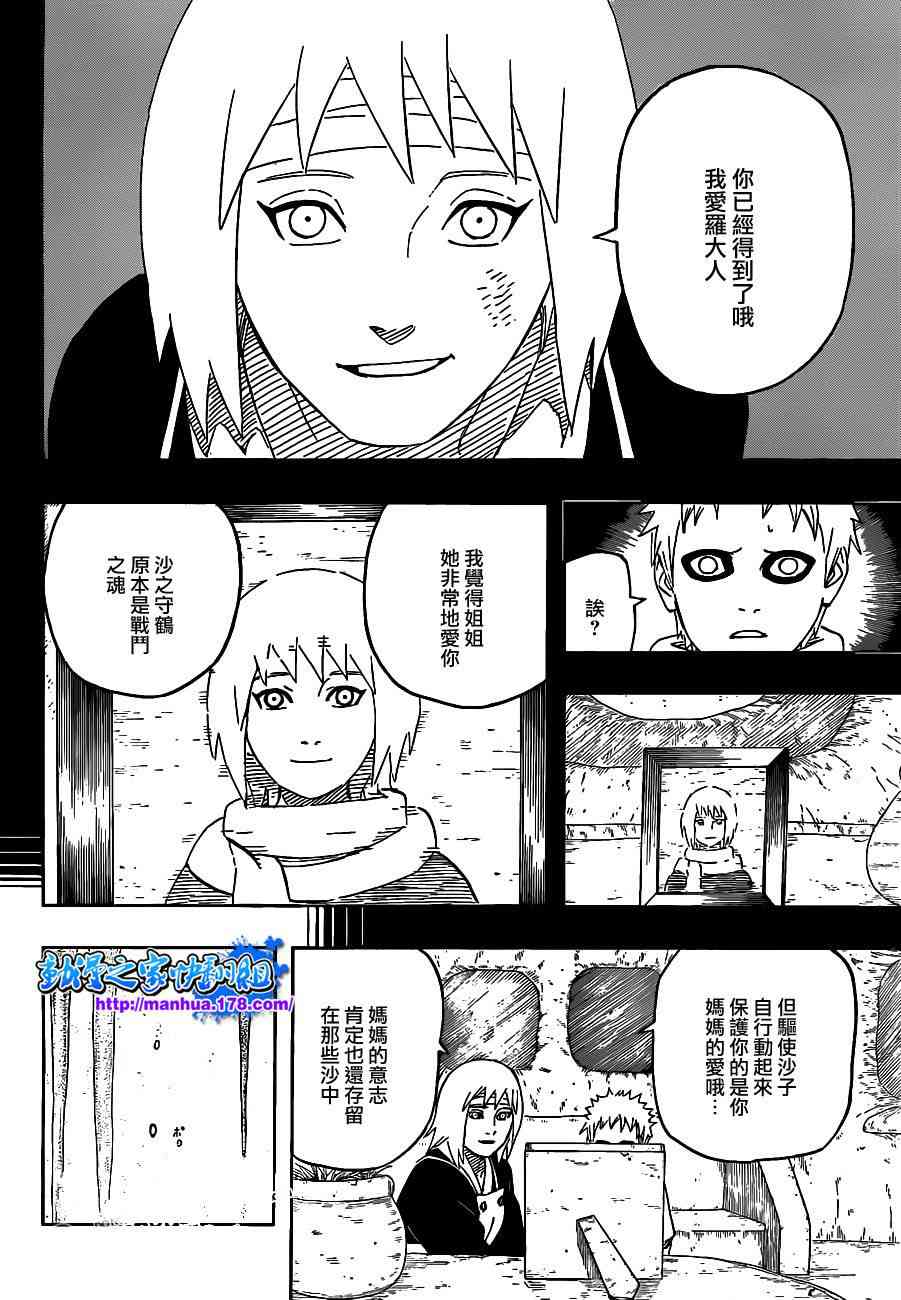 你已經得到了哦
我愛羅大人
誒?
我覺得姐姐
她非常地愛你
沙之守鶴
原本是戰鬥
之魂
但驅使沙子
自行動起來
保護你的是你
媽媽的愛哦…
媽媽的意志
肯定也還存留
在那些沙中
動漫之家快翻組
http://manhua.178.com/
ポ